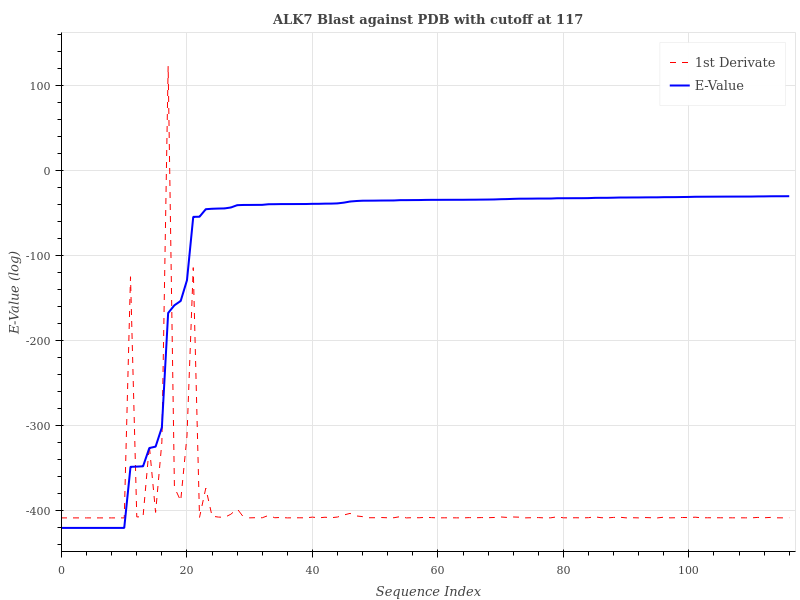 ALK7 Blast against PDB with cutoff at 117
1st Derivate
E-Value
100
0
-100
-200
-300
-400
E-Value (log)
0 20 40 60 80 100
Sequence Index